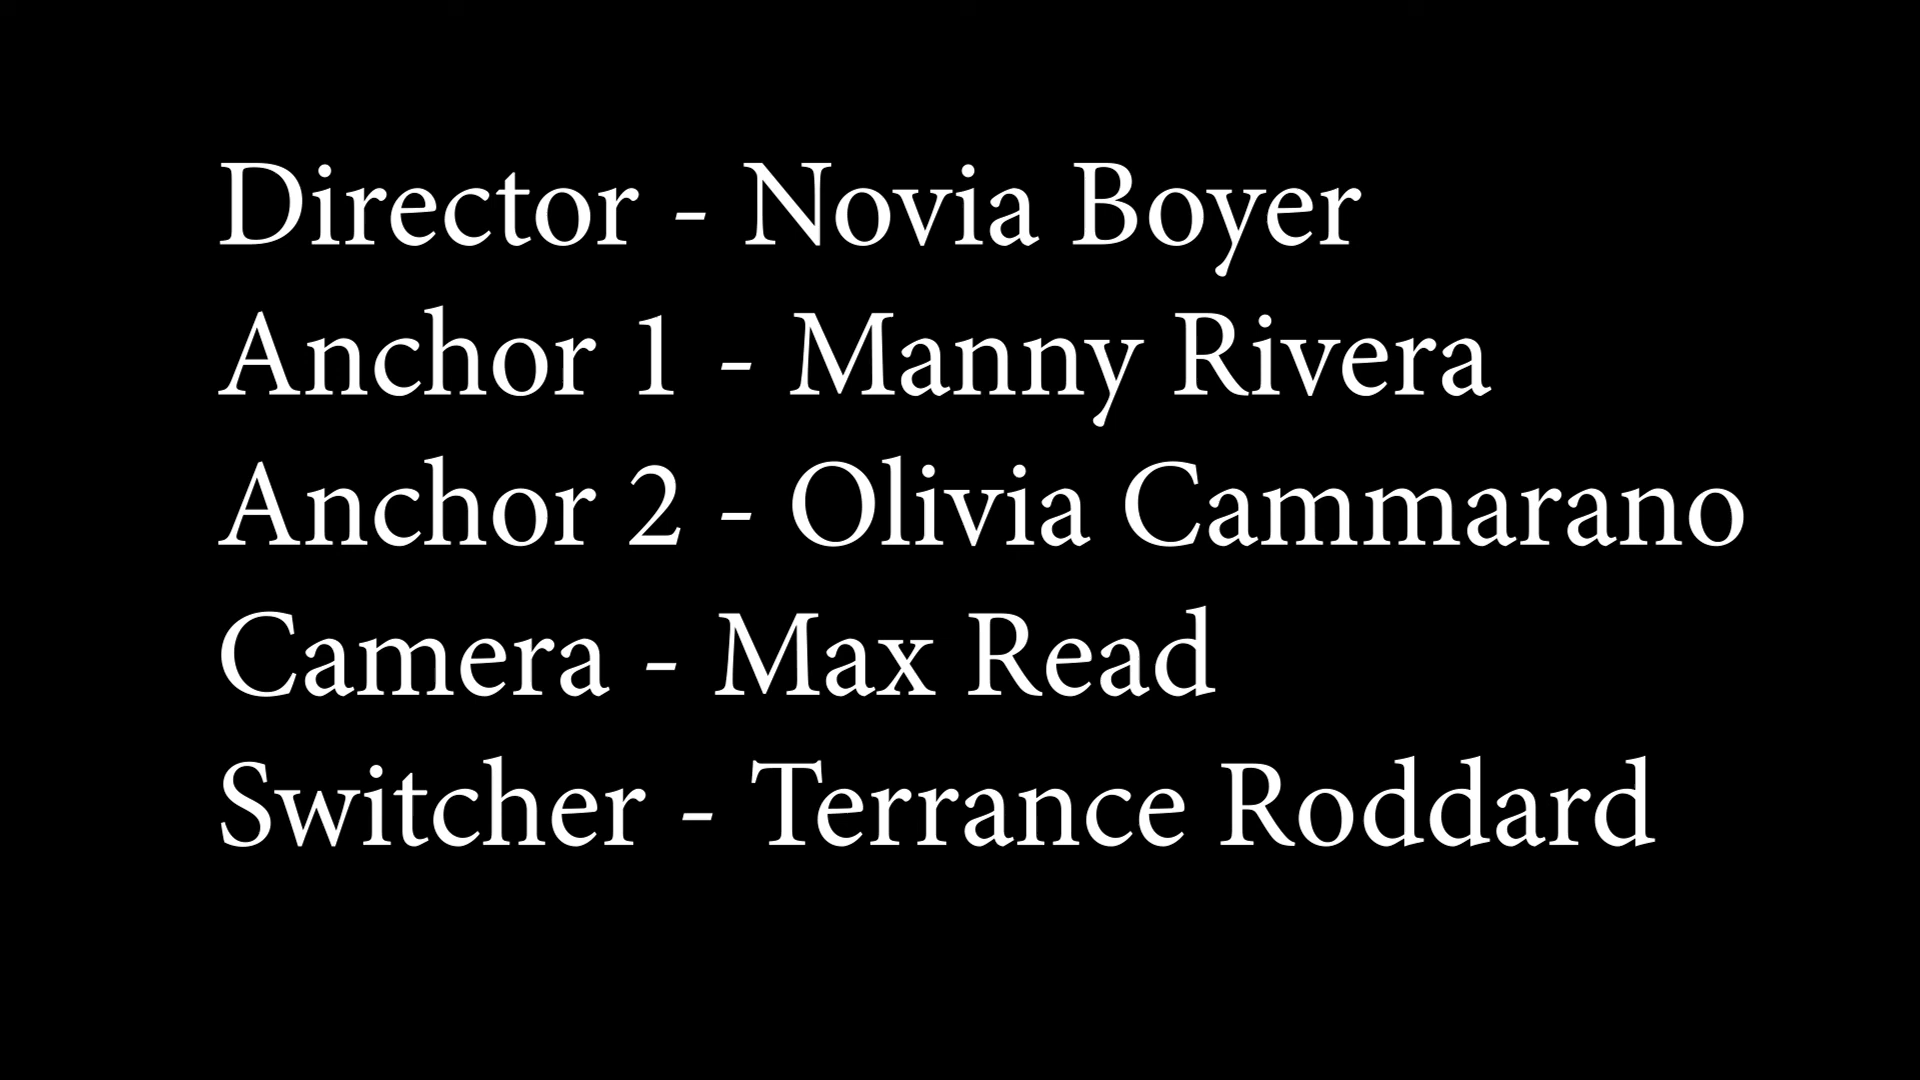 Director - Novia Boyer
Anchor 1 - Manny Rivera
Anchor 2 - Olivia Cammarano
Camera - Max Read
Switcher - Terrance Roddard